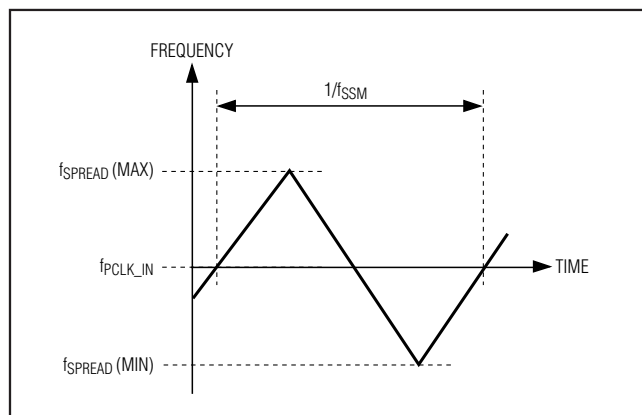 FREQUENCY
1/fSSM
fSPREAD (MAX)
fPCLK_IN
TIME
fSPREAD (MIN)